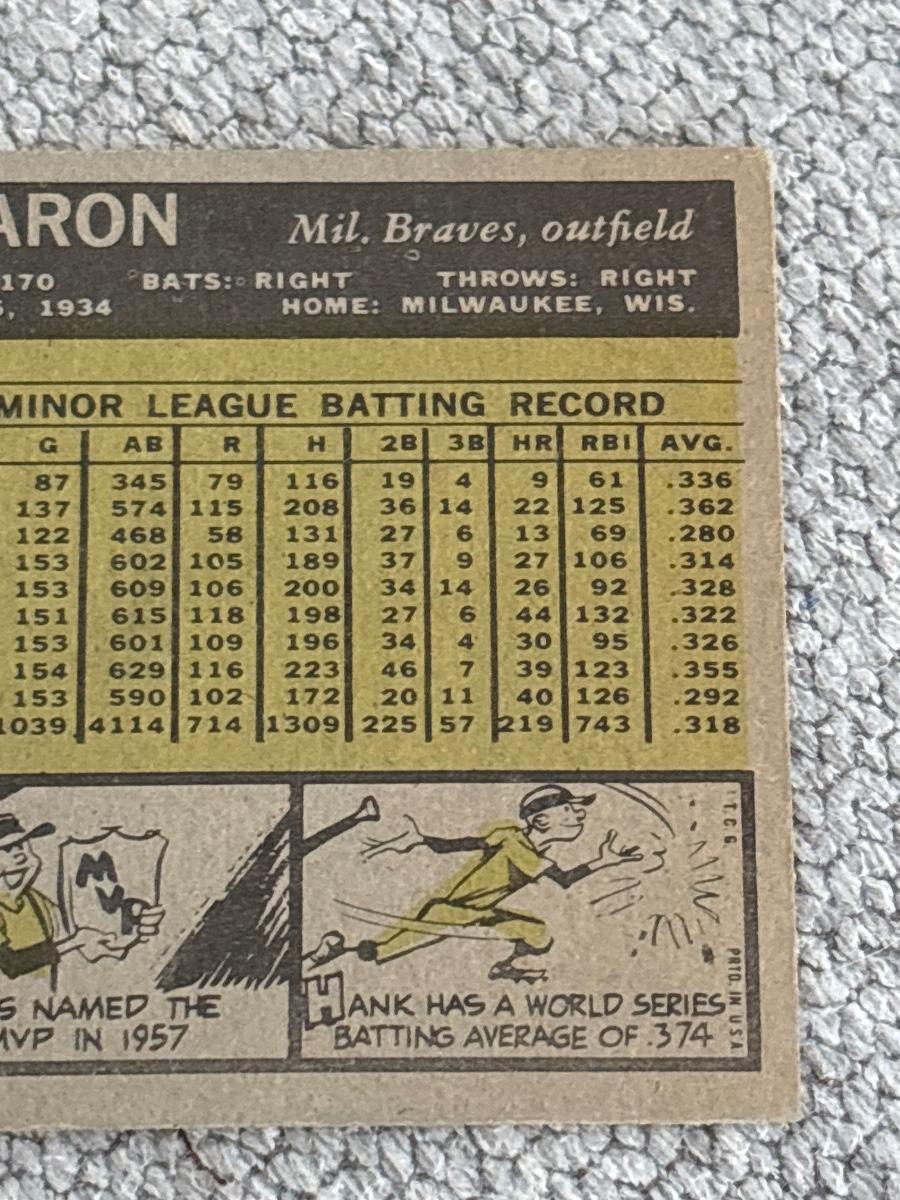 ARON Mil. Braves, outfield
170 BATS: RIGHT THROWS: RIGHT
, 1934 HOME: MILWAUKEE, WIS.
MINOR LEAGUE BATTING RECORD
G AB R H 2B 3B HR RBI AVG.
87 345 79 116 19 4 9 61 .336
137 574 115 208 36 14 22 125 .362
122 468 58 131 27 6 13 69 .280
153 602 105 189 37 9 27 106 .314
153 609 106 200 34 14 26 92 .328
151 615 118 198 27 6 44 132 .322
153 601 109 196 34 4 30 95 .326
154 629 116 223 46 7 39 123 .355
153 590 102 172 20 11 40 126 .292
1039 4114 714 1309 225 57 219 743 .318
MVP
S NAMED THE
MVP IN 1957
HANK HAS A WORLD SERIES
BATTING AVERAGE OF .374
T.C.G. PRTD. IN U.S.A.